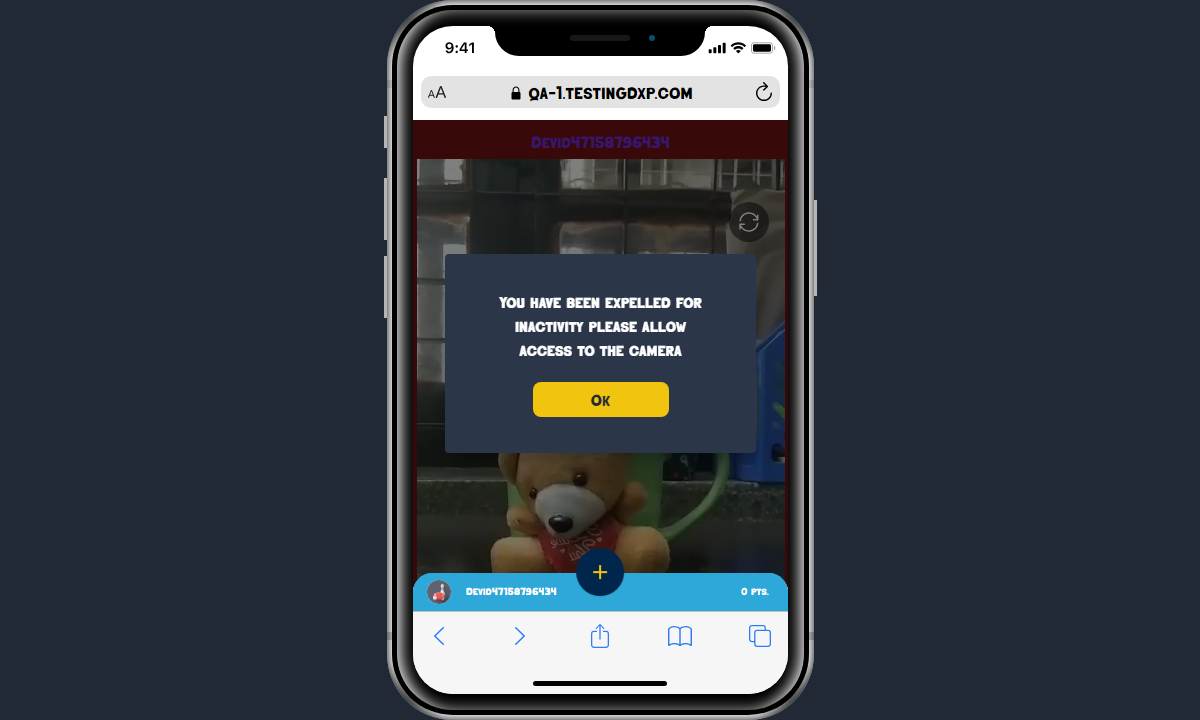 9:41
AA
QA-1.TESTINGDXP.COM
Devid47158796434
YOU HAVE BEEN EXPELLED FOR
INACTIVITY PLEASE ALLOW
ACCESS TO THE CAMERA
OK
Devid47158796434
0 PTS.